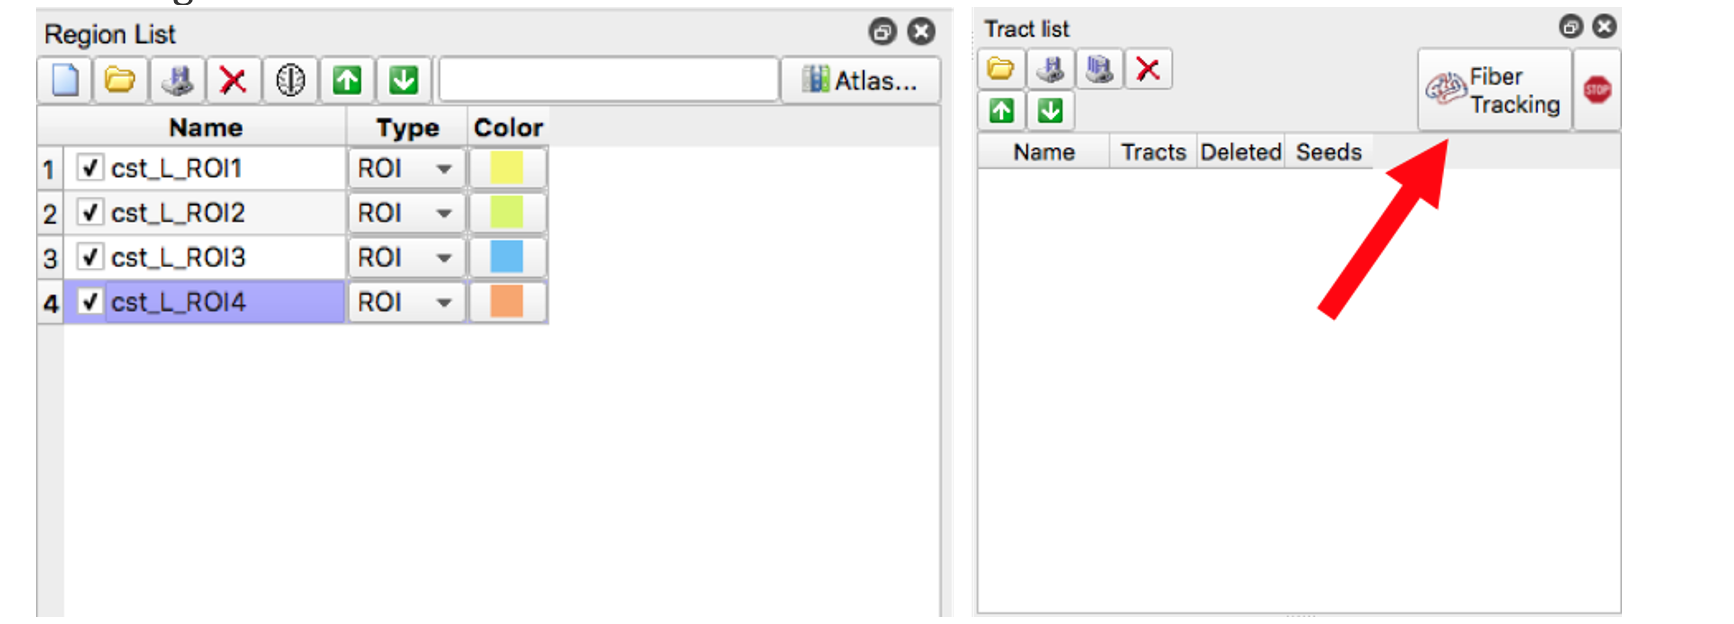 Region List
Atlas...
Name Type Color
1 cst_L_ROI1 ROI
2 cst_L_ROI2 ROI
3 cst_L_ROI3 ROI
4 cst_L_ROI4 ROI
Tract list
Fiber
Tracking
STOP
Name Tracts Deleted Seeds